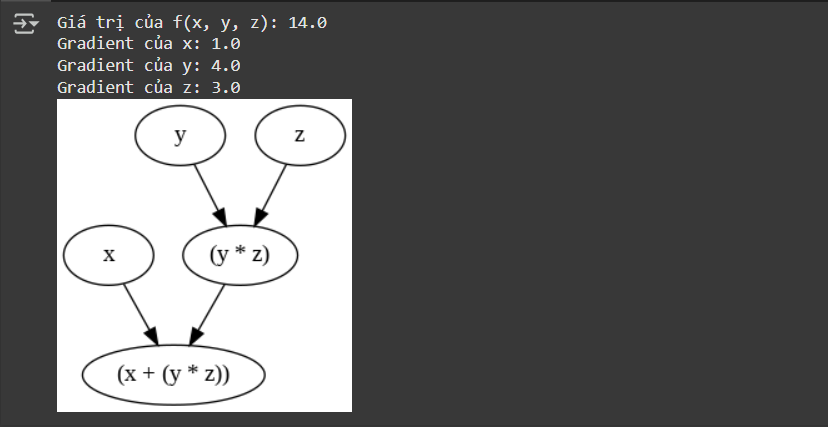 Giá trị của f(x, y, z): 14.0
Gradient của x: 1.0
Gradient của y: 4.0
Gradient của z: 3.0
y
z
x
(y * z)
(x + (y * z))